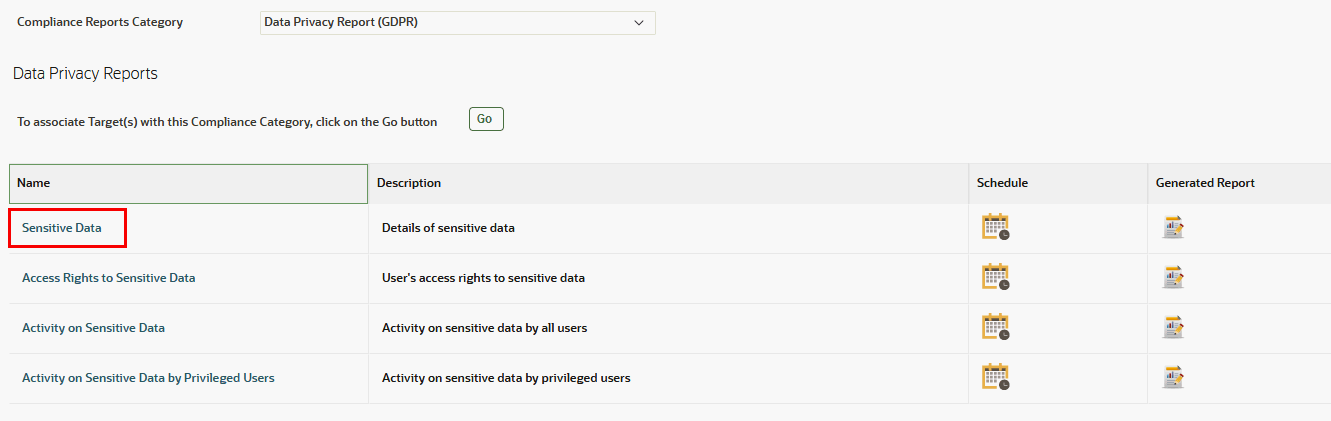 Compliance Reports Category Data Privacy Report (GDPR)
Data Privacy Reports
To associate Target(s) with this Compliance Category, click on the Go button Go
Name Description Schedule Generated Report
Sensitive Data Details of sensitive data
Access Rights to Sensitive Data User's access rights to sensitive data
Activity on Sensitive Data Activity on sensitive data by all users
Activity on Sensitive Data by Privileged Users Activity on sensitive data by privileged users